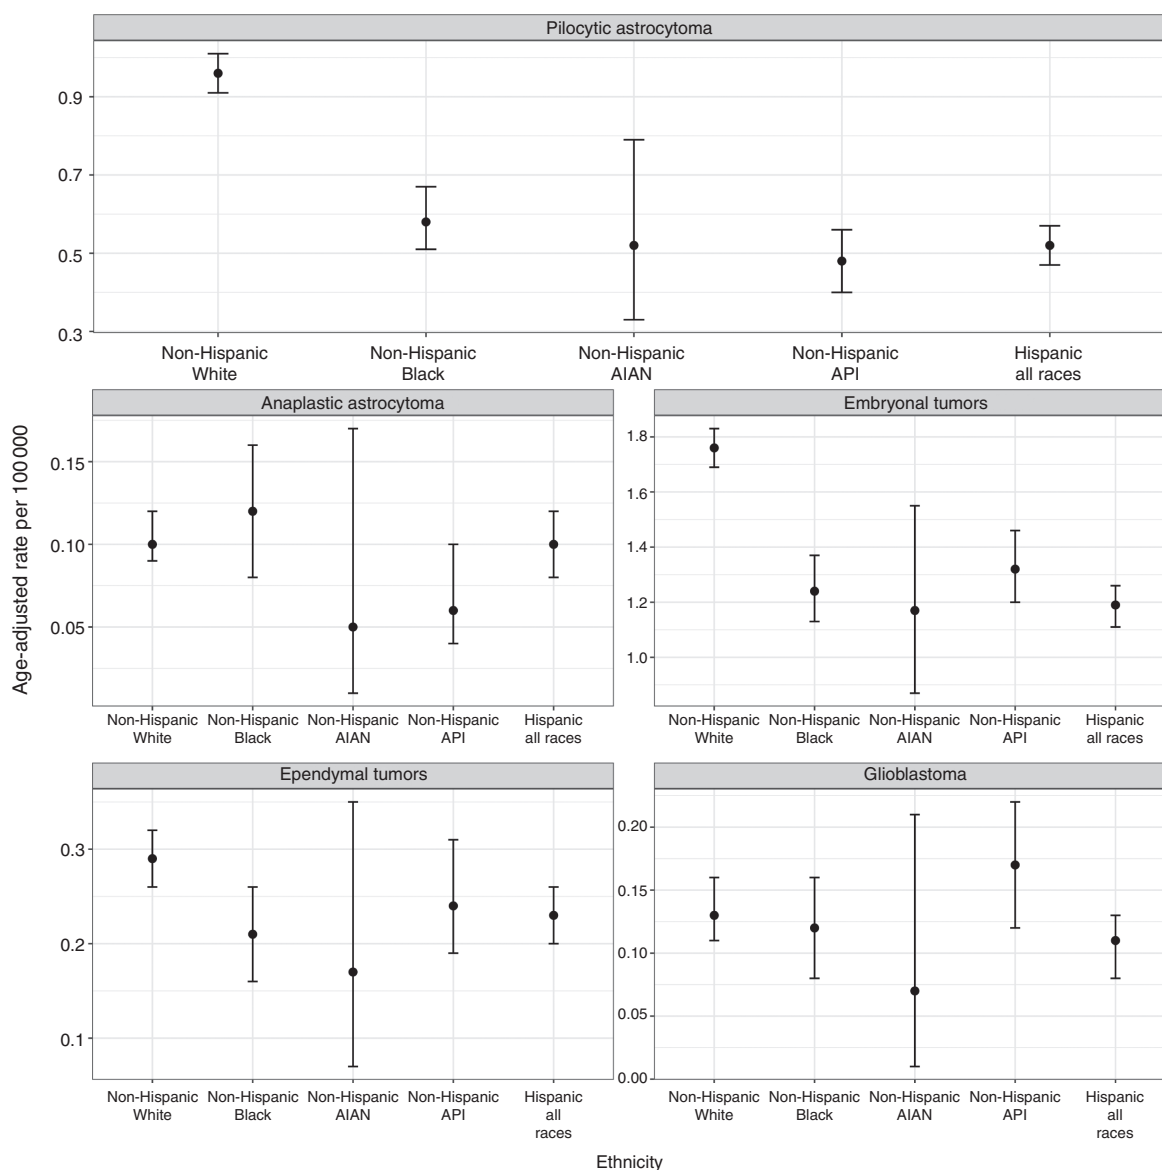 Pilocytic astrocytoma
0.9
0.7
0.5
0.3
Non-Hispanic White
Non-Hispanic Black
Non-Hispanic AIAN
Non-Hispanic API
Hispanic all races
Age-adjusted rate per 100 000
Anaplastic astrocytoma
0.15
0.10
0.05
Non-Hispanic White
Non-Hispanic Black
Non-Hispanic AIAN
Non-Hispanic API
Hispanic all races
Embryonal tumors
1.8
1.6
1.4
1.2
1.0
Non-Hispanic White
Non-Hispanic Black
Non-Hispanic AIAN
Non-Hispanic API
Hispanic all races
Ependymal tumors
0.3
0.2
0.1
Non-Hispanic White
Non-Hispanic Black
Non-Hispanic AIAN
Non-Hispanic API
Hispanic all races
Glioblastoma
0.20
0.15
0.10
0.05
0.00
Non-Hispanic White
Non-Hispanic Black
Non-Hispanic AIAN
Non-Hispanic API
Hispanic all races
Ethnicity